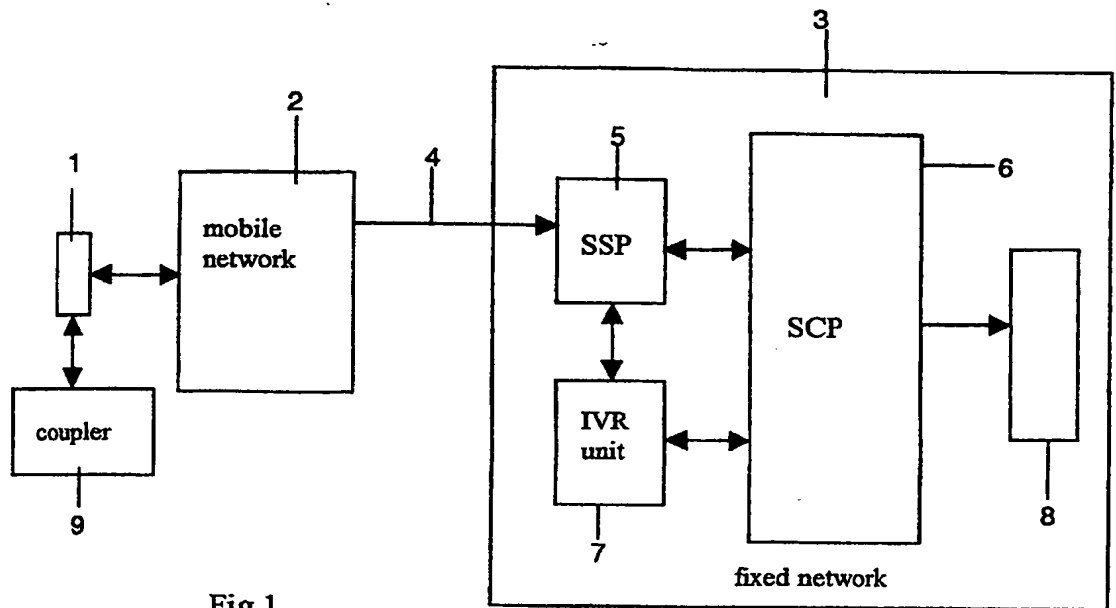 3
2
5
1
4
6
mobile
network
SSP
SCP
coupler
IVR
unit
9
7
8
fixed network
Fig.1